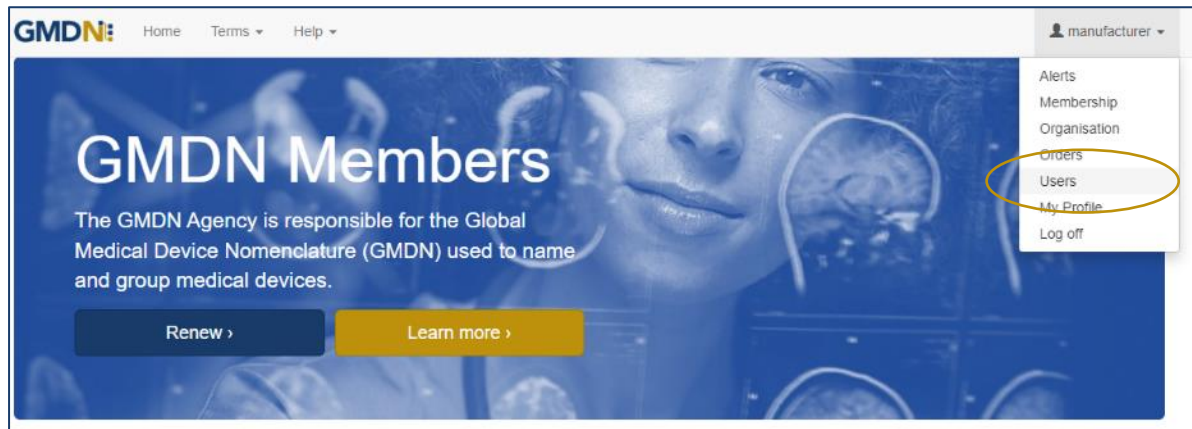 GMDN Home Terms Help manufacturer
Alerts
Membership
Organisation
Orders
Users
My Profile
Log off
GMDN Members
The GMDN Agency is responsible for the Global
Medical Device Nomenclature (GMDN) used to name
and group medical devices.
Renew ›
Learn more ›